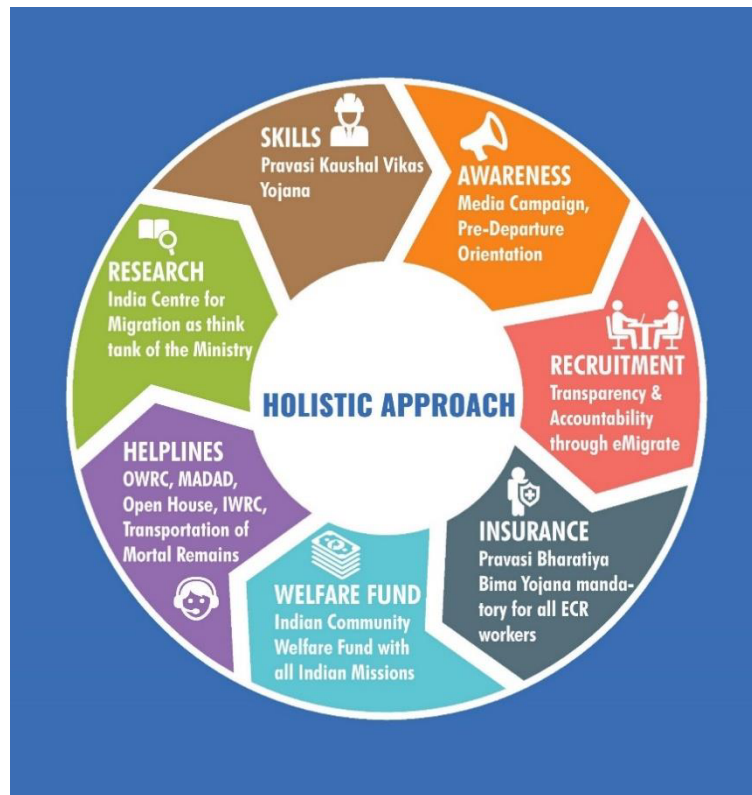 SKILLS
Pravasi Kaushal Vikas
Yojana
AWARENESS
Media Campaign,
Pre-Departure
Orientation
RECRUITMENT
Transparency &
Accountability
through eMigrate
INSURANCE
Pravasi Bharatiya
Bima Yojana manda-
tory for all ECR
workers
WELFARE FUND
Indian Community
Welfare Fund with
all Indian Missions
HELPLINES
OWRC, MADAD,
Open House, IWRC,
Transportation of
Mortal Remains
RESEARCH
India Centre for
Migration as think
tank of the Ministry
HOLISTIC APPROACH